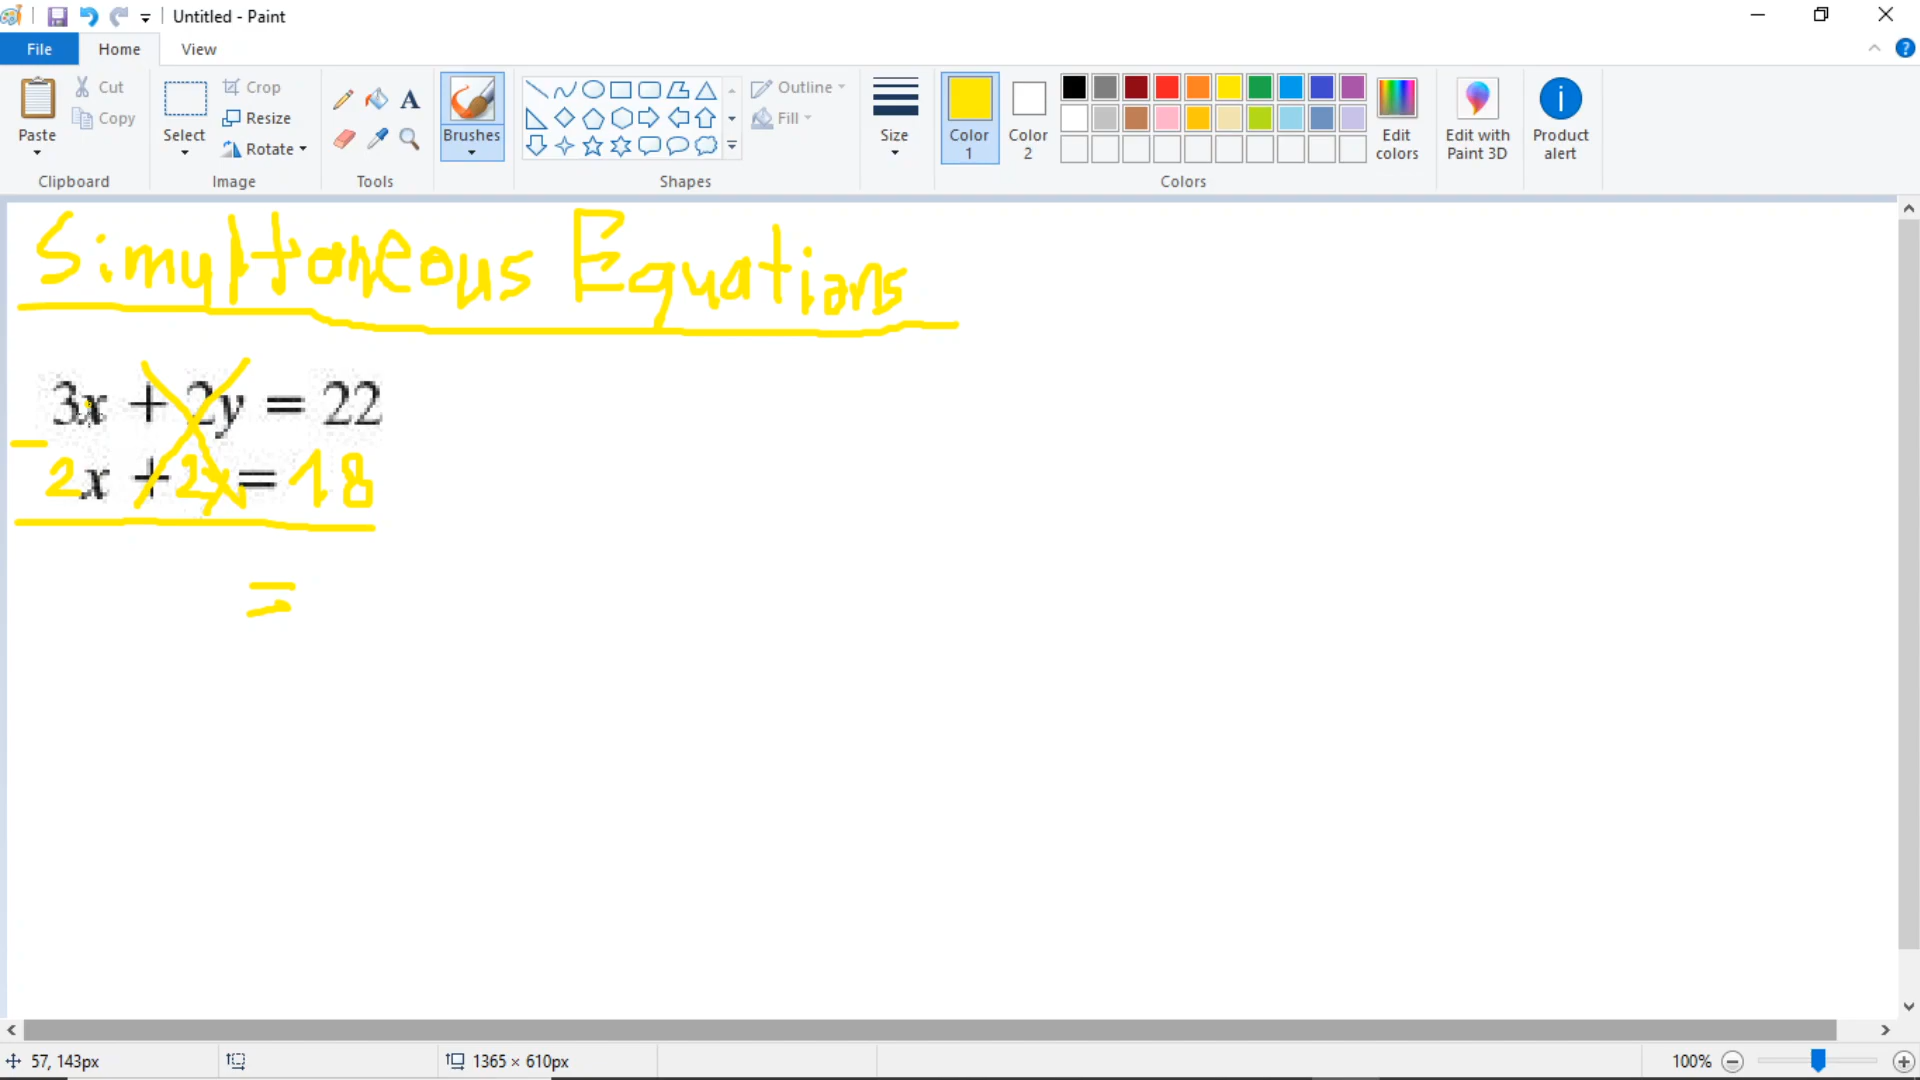 Untitled - Paint
File Home View
Paste Cut Copy Clipboard
Select Crop Resize Rotate Image
Tools
Brushes
Shapes Outline Fill
Size
Color 1 Color 2 Edit colors Colors
Edit with Paint 3D
Product alert
Simyltaneous Equations
3x + 2y = 22
- 2x + 2y = 18
=
57, 143px
1365 × 610px
100%